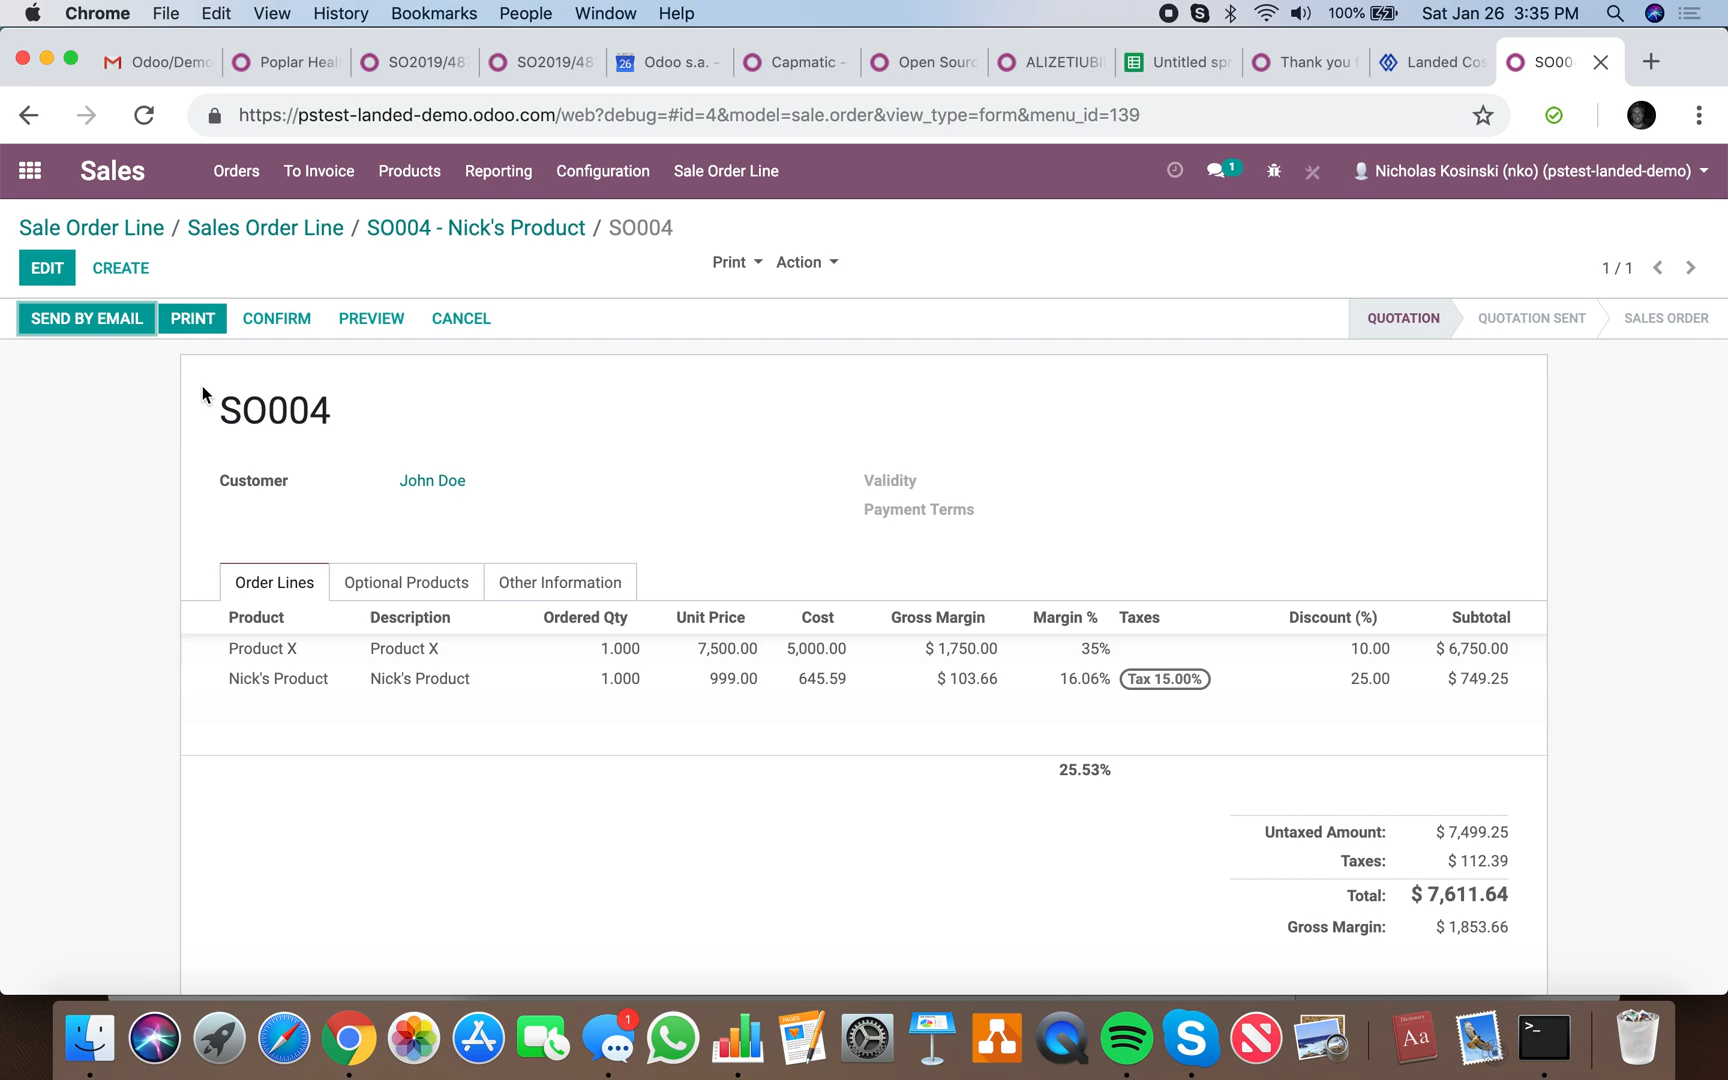 Chrome File Edit View History Bookmarks People Window Help 100% Sat Jan 26 3:35 PM
Odoo/Demo Poplar Heal SO2019/48 SO2019/48 26 Odoo s.a. - Capmatic - Open Sourc ALIZETIUBI Untitled spr Thank you f Landed Cos SO00
https://pstest-landed-demo.odoo.com/web?debug=#id=4&model=sale.order&view_type=form&menu_id=139
Sales Orders To Invoice Products Reporting Configuration Sale Order Line 1 Nicholas Kosinski (nko) (pstest-landed-demo)
Sale Order Line / Sales Order Line / SO004 - Nick's Product / SO004
EDIT CREATE Print Action 1 / 1
SEND BY EMAIL PRINT CONFIRM PREVIEW CANCEL QUOTATION QUOTATION SENT SALES ORDER
SO004
Customer John Doe Validity
Payment Terms
Order Lines Optional Products Other Information
Product Description Ordered Qty Unit Price Cost Gross Margin Margin % Taxes Discount (%) Subtotal
Product X Product X 1.000 7,500.00 5,000.00 $ 1,750.00 35% 10.00 $ 6,750.00
Nick's Product Nick's Product 1.000 999.00 645.59 $ 103.66 16.06% Tax 15.00% 25.00 $ 749.25
25.53%
Untaxed Amount: $ 7,499.25
Taxes: $ 112.39
Total: $ 7,611.64
Gross Margin: $ 1,853.66
1